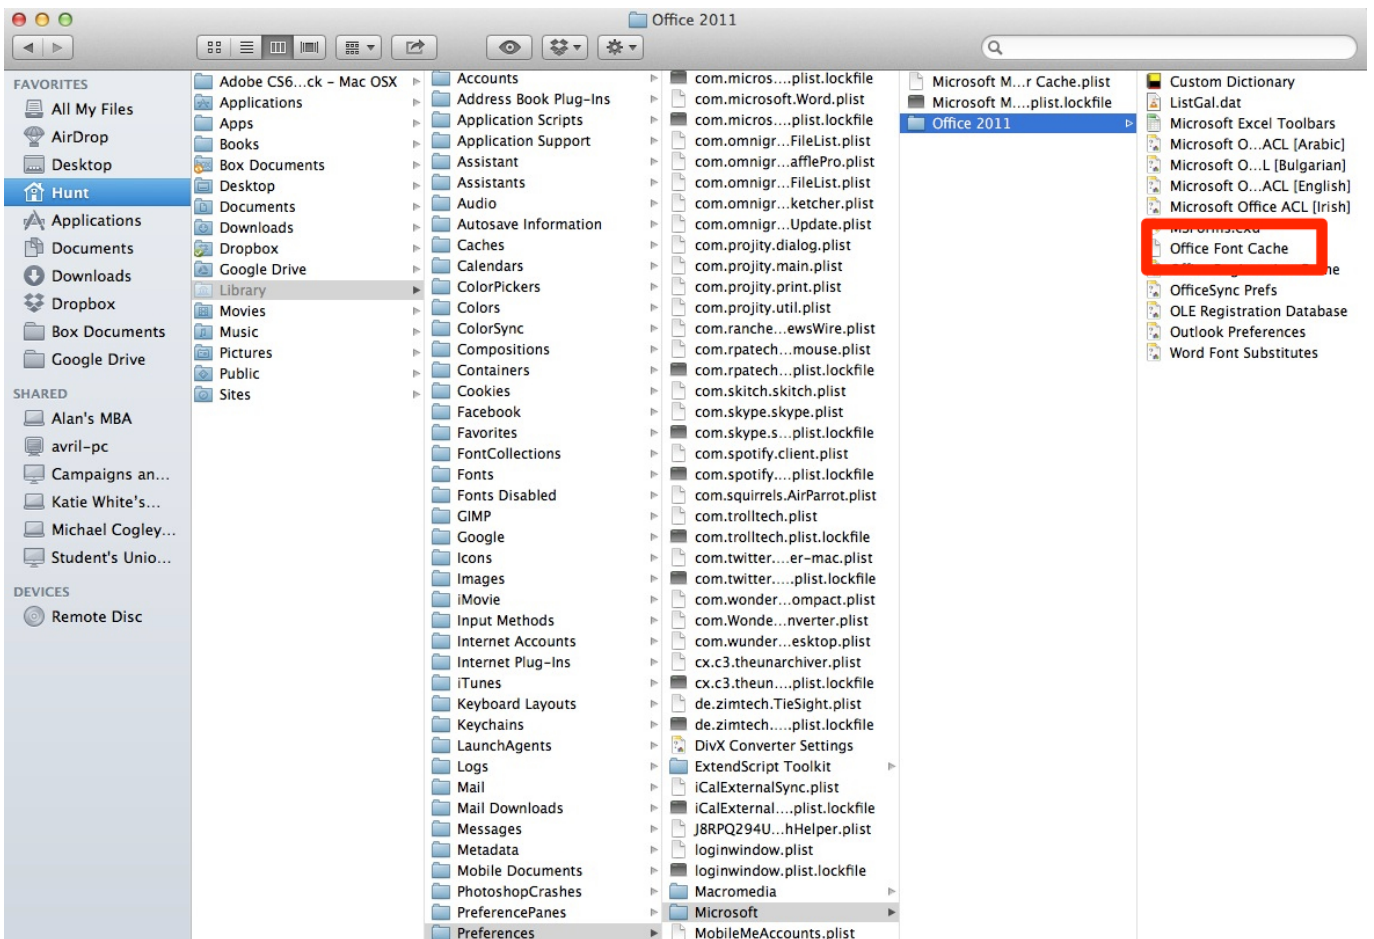 Office 2011
FAVORITES
All My Files
AirDrop
Desktop
Hunt
Applications
Documents
Downloads
Dropbox
Box Documents
Google Drive
SHARED
Alan's MBA
avril-pc
Campaigns an...
Katie White's...
Michael Cogley...
Student's Unio...
DEVICES
Remote Disc
Adobe CS6...ck - Mac OSX
Applications
Apps
Books
Box Documents
Desktop
Documents
Downloads
Dropbox
Google Drive
Library
Movies
Music
Pictures
Public
Sites
Accounts
Address Book Plug-Ins
Application Scripts
Application Support
Assistant
Assistants
Audio
Autosave Information
Caches
Calendars
ColorPickers
Colors
ColorSync
Compositions
Containers
Cookies
Facebook
Favorites
FontCollections
Fonts
Fonts Disabled
GIMP
Google
Icons
Images
iMovie
Input Methods
Internet Accounts
Internet Plug-Ins
iTunes
Keyboard Layouts
Keychains
LaunchAgents
Logs
Mail
Mail Downloads
Messages
Metadata
Mobile Documents
PhotoshopCrashes
PreferencePanes
Preferences
com.micros....plist.lockfile
com.microsoft.Word.plist
com.micros....plist.lockfile
com.omnigr...FileList.plist
com.omnigr...afflePro.plist
com.omnigr...FileList.plist
com.omnigr...ketcher.plist
com.omnigr...Update.plist
com.projity.dialog.plist
com.projity.main.plist
com.projity.print.plist
com.projity.util.plist
com.ranche...ewsWire.plist
com.rpatech...mouse.plist
com.rpatech....plist.lockfile
com.skitch.skitch.plist
com.skype.skype.plist
com.skype.s...plist.lockfile
com.spotify.client.plist
com.spotify....plist.lockfile
com.squirrels.AirParrot.plist
com.trolltech.plist
com.trolltech.plist.lockfile
com.twitter....er-mac.plist
com.twitter.....plist.lockfile
com.wonder...ompact.plist
com.Wonde...nverter.plist
com.wunder...esktop.plist
cx.c3.theunarchiver.plist
cx.c3.theun....plist.lockfile
de.zimtech.TieSight.plist
de.zimtech.....plist.lockfile
DivX Converter Settings
ExtendScript Toolkit
iCalExternalSync.plist
iCalExternal....plist.lockfile
J8RPQ294U...hHelper.plist
loginwindow.plist
loginwindow.plist.lockfile
Macromedia
Microsoft
MobileMeAccounts.plist
Microsoft M...r Cache.plist
Microsoft M....plist.lockfile
Office 2011
Custom Dictionary
ListGal.dat
Microsoft Excel Toolbars
Microsoft O...ACL [Arabic]
Microsoft O...L [Bulgarian]
Microsoft O...ACL [English]
Microsoft Office ACL [Irish]
Office Font Cache
OfficeSync Prefs
OLE Registration Database
Outlook Preferences
Word Font Substitutes